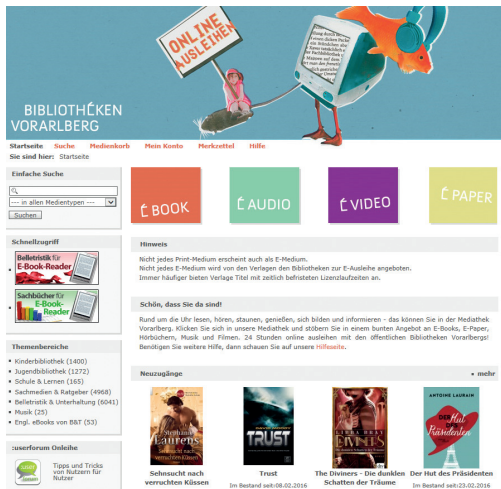 ONLINE
AUSLEIHEN
BIBLIOTHÉKEN
VORARLBERG
Startseite Suche Medienkorb Mein Konto Merkzettel Hilfe
Sie sind hier: Startseite
Einfache Suche
--- in allen Medientypen ---
Suchen
É BOOK
É AUDIO
É VIDEO
É PAPER
Schnellzugriff
Belletristik für
E-Book-Reader
Sachbücher für
E-Book-
Reader
Themenbereiche
Kinderbibliothek (1400)
Jugendbibliothek (1272)
Schule & Lernen (165)
Sachmedien & Ratgeber (4968)
Belletristik & Unterhaltung (6041)
Musik (25)
Engl. eBooks von B&T (53)
:userforum Onleihe
Tipps und Tricks
von Nutzern für
Nutzer
Hinweis
Nicht jedes Print-Medium erscheint auch als E-Medium.
Nicht jedes E-Medium wird von den Verlagen den Bibliotheken zur E-Ausleihe angeboten.
Immer häufiger bieten Verlage Titel mit zeitlich befristeten Lizenzlaufzeiten an.
Schön, dass Sie da sind!
Rund um die Uhr lesen, hören, staunen, genießen, sich bilden und informieren - das können Sie in der Mediathek
Vorarlberg. Klicken Sie sich in unsere Mediathek und stöbern Sie in einem bunten Angebot an E-Books, E-Paper,
Hörbüchern, Musik und Filmen. 24 Stunden online ausleihen mit den öffentlichen Bibliotheken Vorarlbergs!
Benötigen Sie weitere Hilfe, dann schauen Sie auf unsere Hilfeseite.
Neuzugänge
mehr
Stephanie
Laurens
Sehnsucht nach
verruchten Küssen
TRUST
LIBBA BRAY
DIVINERS
ANTOINE LAURAIN
Der Hut
des
Präsidenten
Sehnsucht nach
verruchten Küssen
Trust
Im Bestand seit:08.02.2016
The Diviners - Die dunklen
Schatten der Träume
Der Hut des Präsidenten
Im Bestand seit:23.02.2016